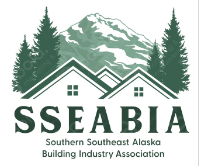 SSEABIA
Southern Southeast Alaska
Building Industry Association